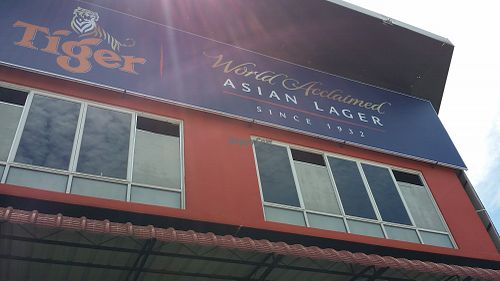 Tiger
World Acclaimed
ASIAN LAGER
SINCE 1932